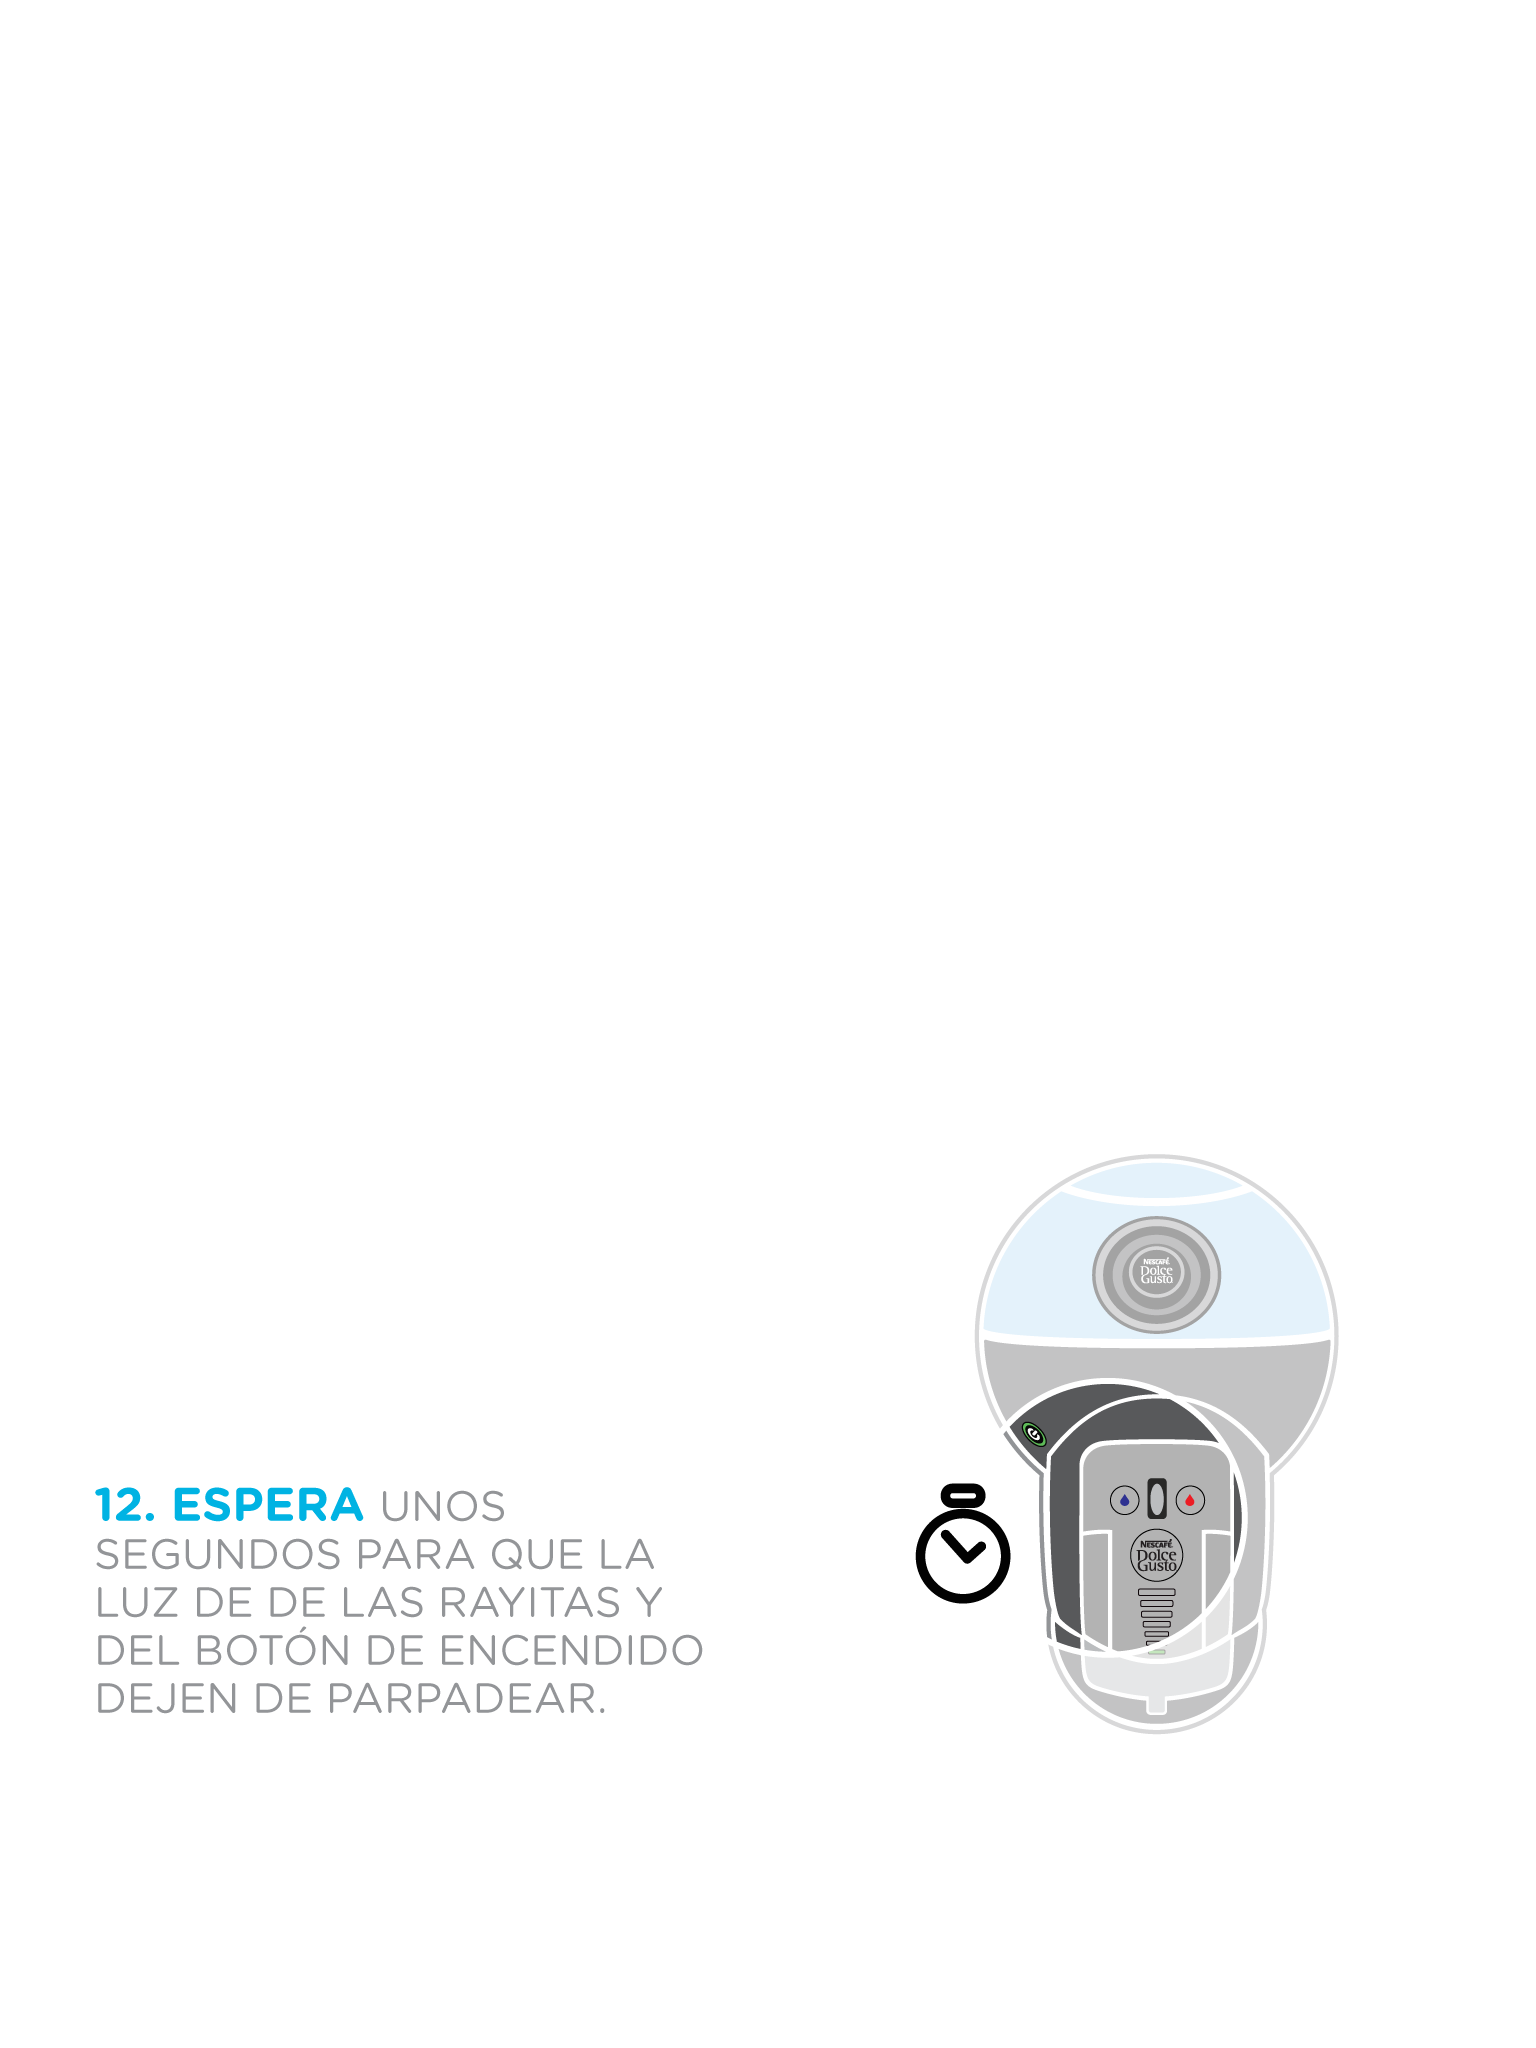 NESCAFÉ
Dolce
Gusto
12. ESPERA UNOS
SEGUNDOS PARA QUE LA
LUZ DE DE LAS RAYITAS Y
DEL BOTÓN DE ENCENDIDO
DEJEN DE PARPADEAR.
NESCAFÉ
Dolce
Gusto